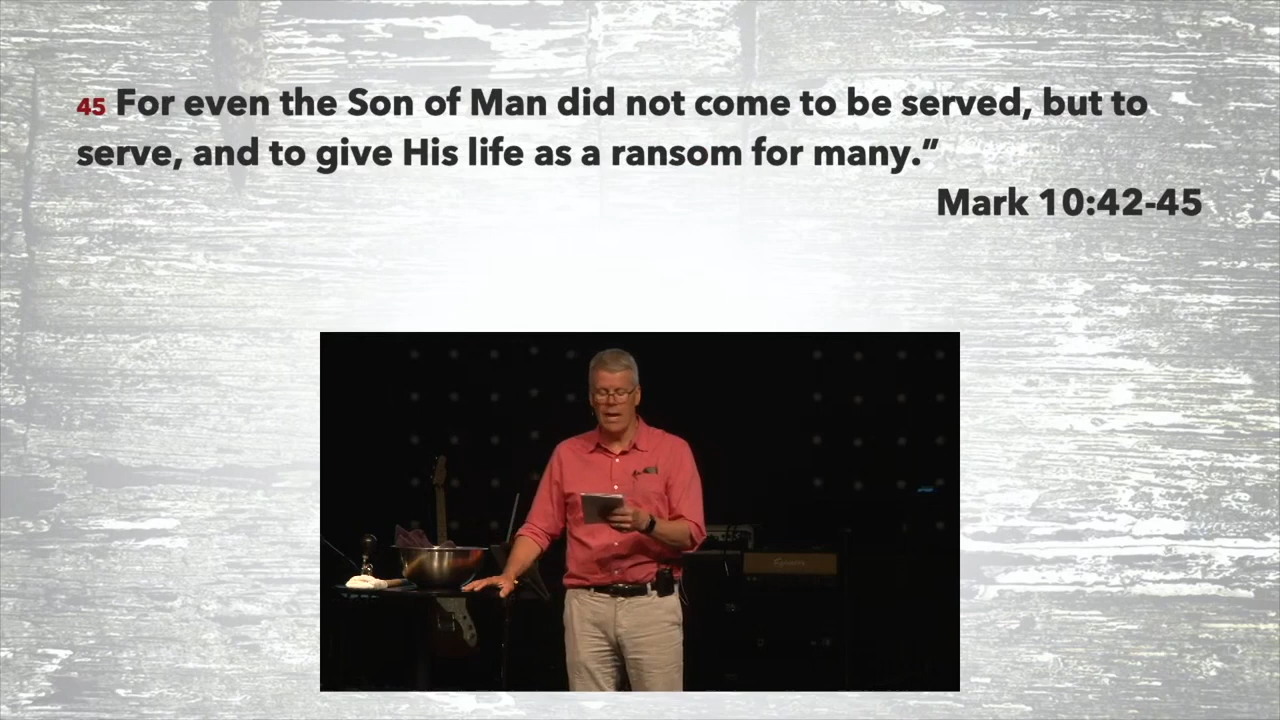 45 For even the Son of Man did not come to be served, but to
serve, and to give His life as a ransom for many.”
Mark 10:42-45